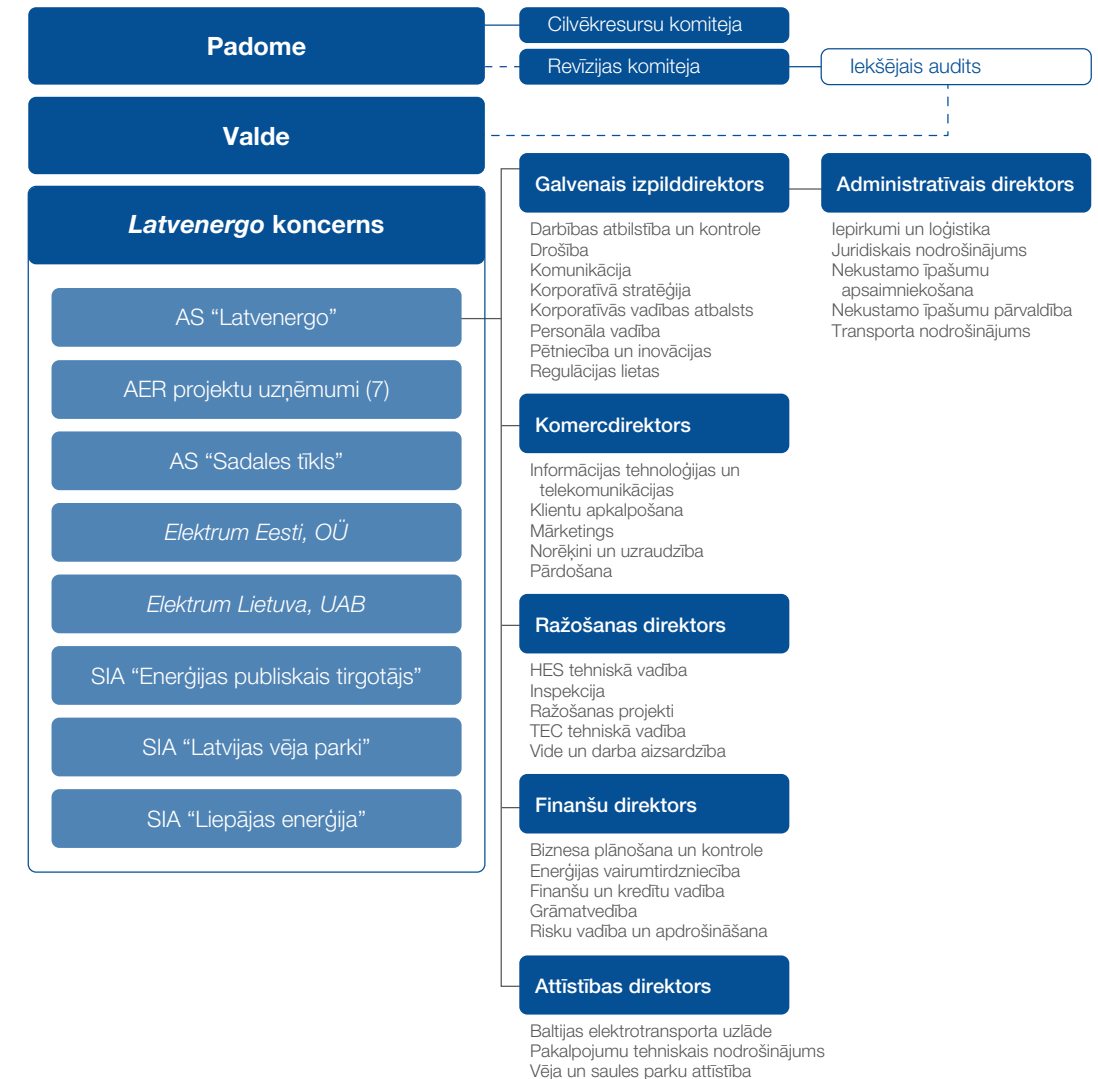 Padome
Cilvēkresursu komiteja
Revīzijas komiteja
Iekšējais audits
Valde
Latvenergo koncerns
AS “Latvenergo”
AER projektu uzņēmumi (7)
AS “Sadales tīkls”
Elektrum Eesti, OÜ
Elektrum Lietuva, UAB
SIA “Enerģijas publiskais tirgotājs”
SIA “Latvijas vēja parki”
SIA “Liepājas enerģija”
Galvenais izpilddirektors
Darbības atbilstība un kontrole
Drošība
Komunikācija
Korporatīvā stratēģija
Korporatīvās vadības atbalsts
Personāla vadība
Pētniecība un inovācijas
Regulācijas lietas
Administratīvais direktors
Iepirkumi un loģistika
Juridiskais nodrošinājums
Nekustamo īpašumu
apsaimniekošana
Nekustamo īpašumu pārvaldība
Transporta nodrošinājums
Komercdirektors
Informācijas tehnoloģijas un
telekomunikācijas
Klientu apkalpošana
Mārketings
Norēķini un uzraudzība
Pārdošana
Ražošanas direktors
HES tehniskā vadība
Inspekcija
Ražošanas projekti
TEC tehniskā vadība
Vide un darba aizsardzība
Finanšu direktors
Biznesa plānošana un kontrole
Enerģijas vairumtirdzniecība
Finanšu un kredītu vadība
Grāmatvedība
Risku vadība un apdrošināšana
Attīstības direktors
Baltijas elektrotransporta uzlāde
Pakalpojumu tehniskais nodrošinājums
Vēja un saules parku attīstība